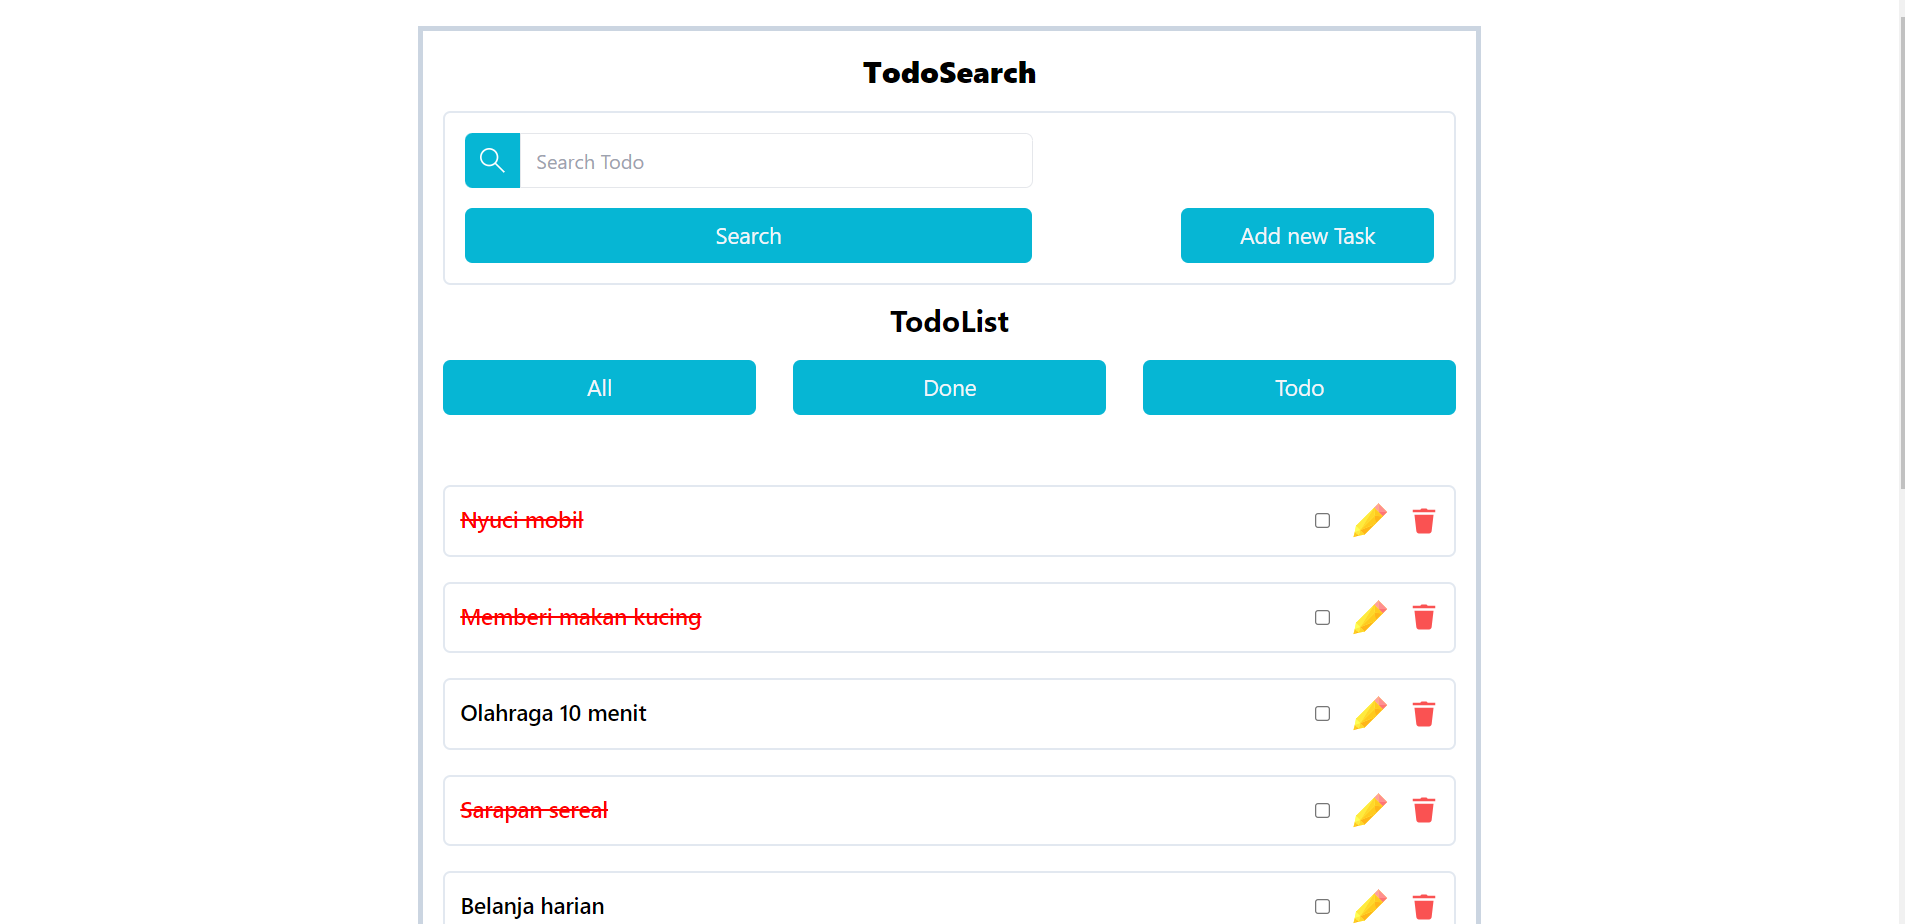 TodoSearch
Search Todo
Search
Add new Task
TodoList
All
Done
Todo
Nyuci mobil
Memberi makan kucing
Olahraga 10 menit
Sarapan sereal
Belanja harian